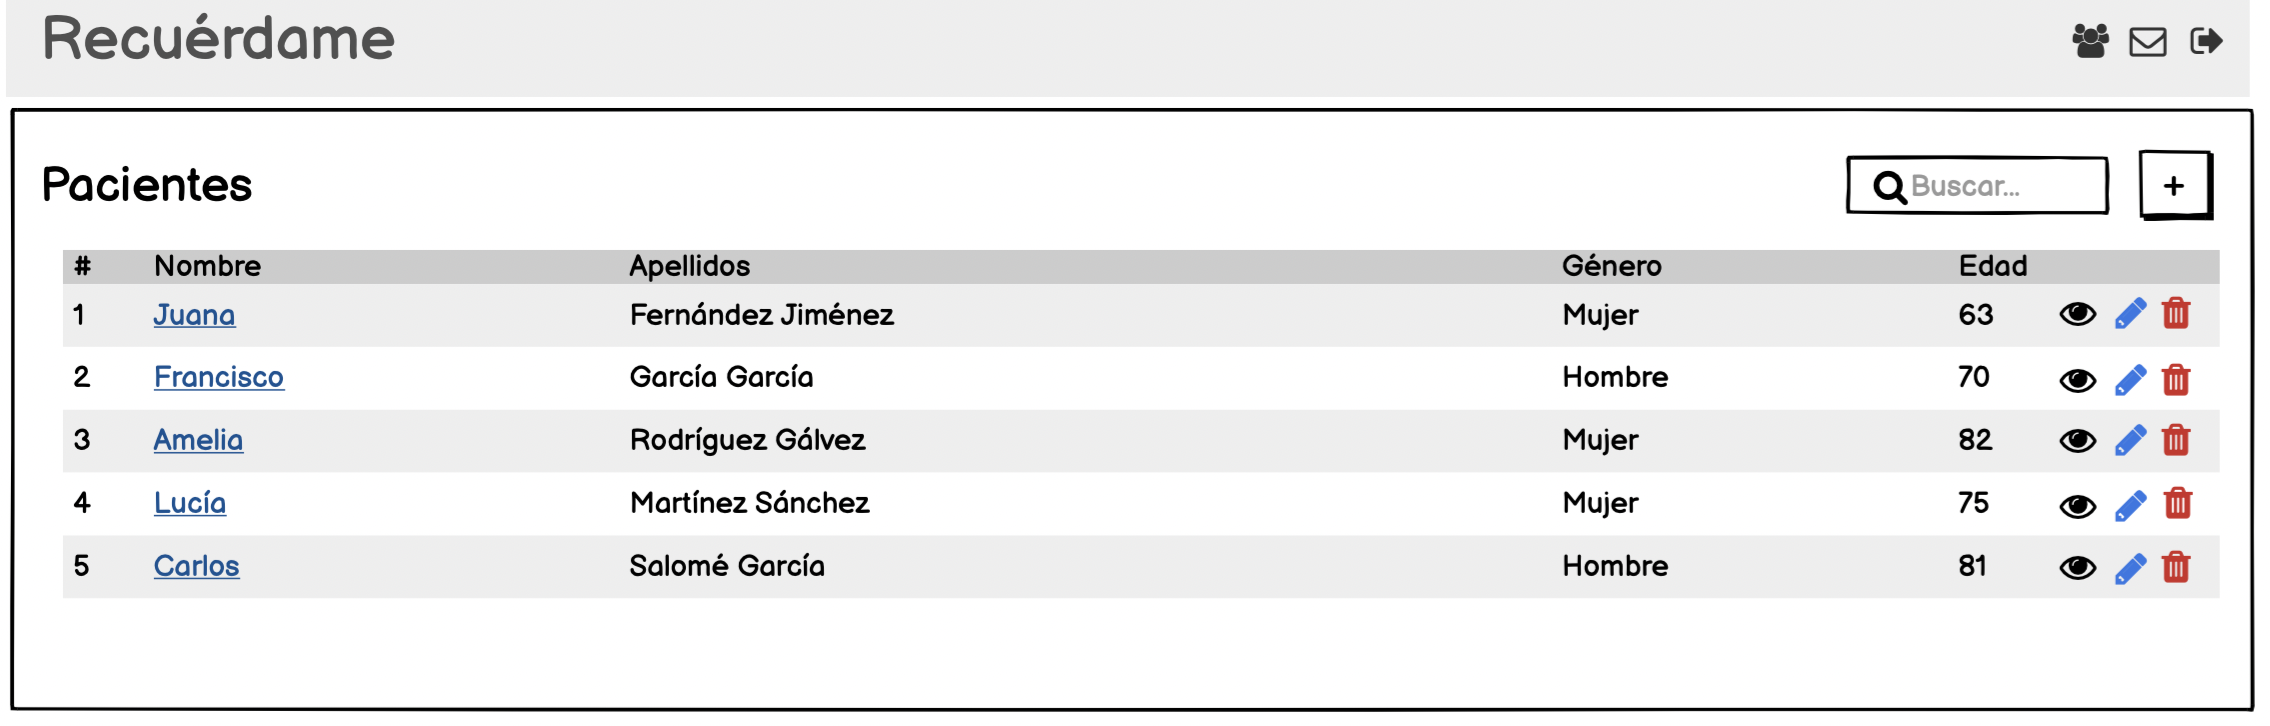 Recuérdame
Pacientes
Buscar...
+
# Nombre Apellidos Género Edad
1 Juana Fernández Jiménez Mujer 63
2 Francisco García García Hombre 70
3 Amelia Rodríguez Gálvez Mujer 82
4 Lucía Martínez Sánchez Mujer 75
5 Carlos Salomé García Hombre 81